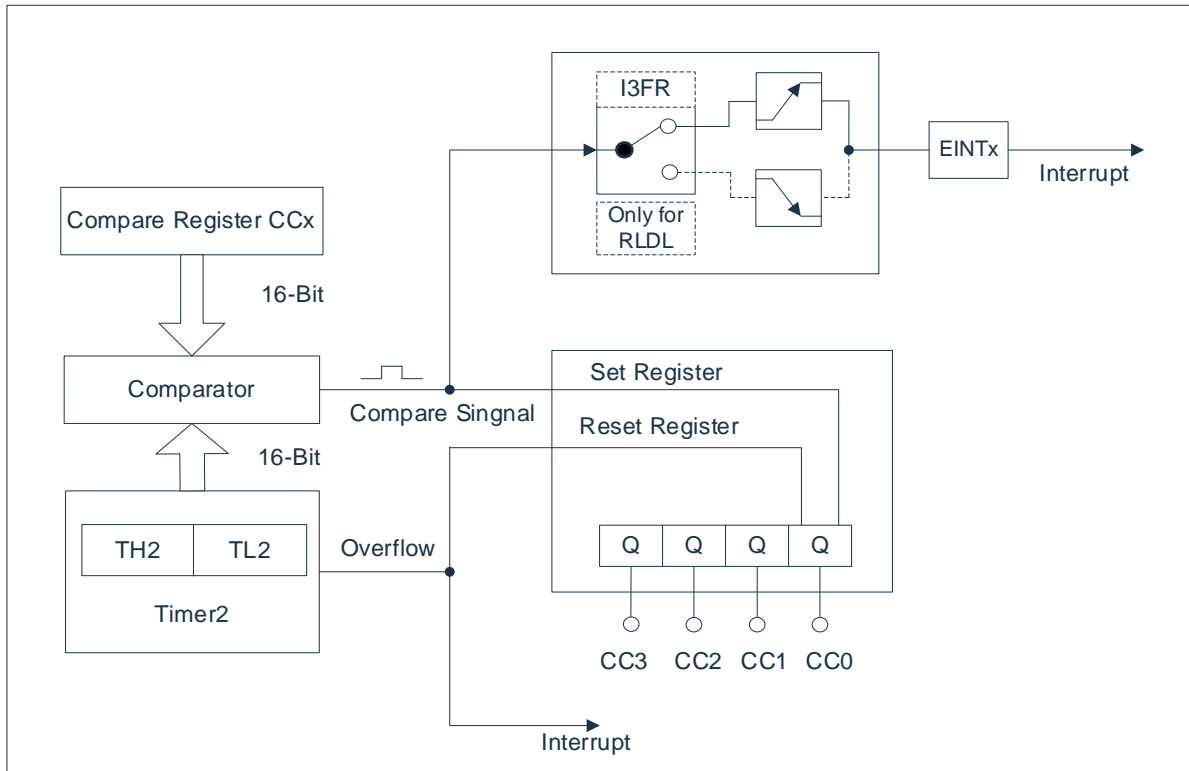 I3FR
Only for
RLDL
EINTx
Interrupt
Compare Register CCx
16-Bit
Comparator
Compare Singnal
Set Register
Reset Register
16-Bit
TH2
TL2
Timer2
Overflow
Q
Q
Q
Q
CC3
CC2
CC1
CC0
Interrupt